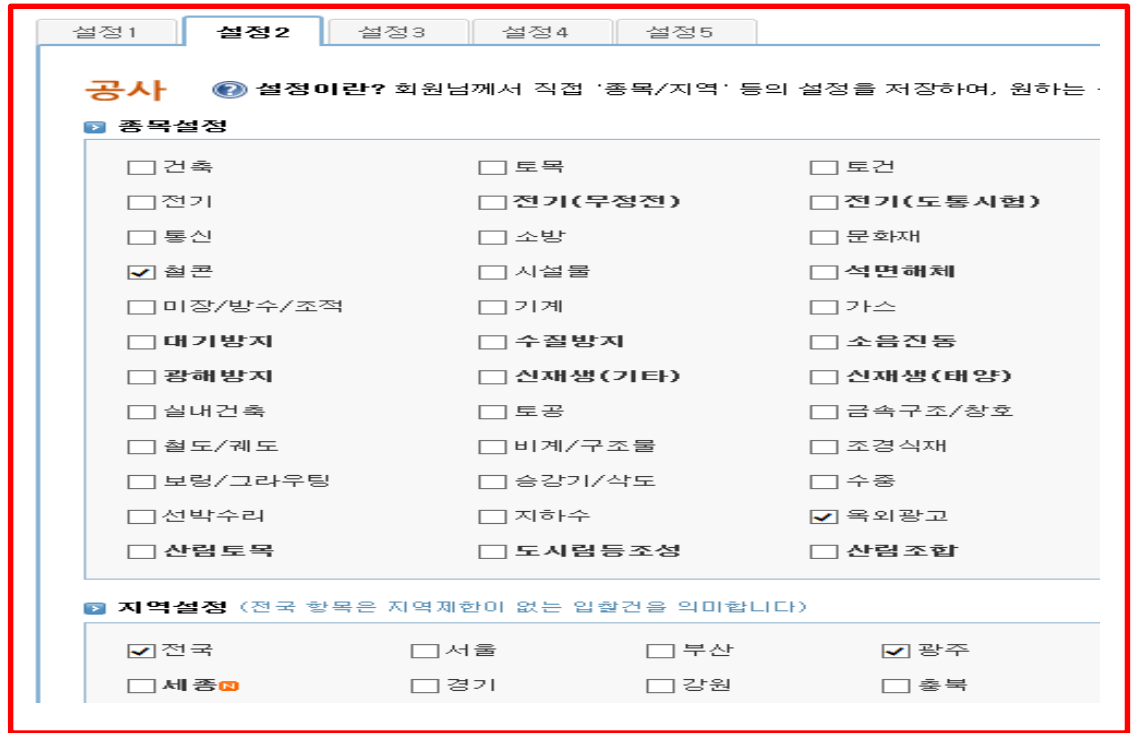 설정1 설정2 설정3 설정4 설정5
공사 ? 설정이란? 회원님께서 직접 '종목/지역' 등의 설정을 저장하여, 원하는
종목설정
건축 토목 토건
전기 전기(무정전) 전기(도통시험)
통신 소방 문화재
철콘 시설물 석면해체
미장/방수/조적 기계 가스
대기방지 수질방지 소음진동
광해방지 신재생(기타) 신재생(태양)
실내건축 토공 금속구조/창호
철도/궤도 비계/구조물 조경식재
보링/그라우팅 승강기/삭도 수중
선박수리 지하수 옥외광고
산림토목 도시림등조성 산림조합
지역설정 (전국 항목은 지역제한이 없는 입찰건을 의미합니다)
전국 서울 부산 광주
세종 N 경기 강원 충북